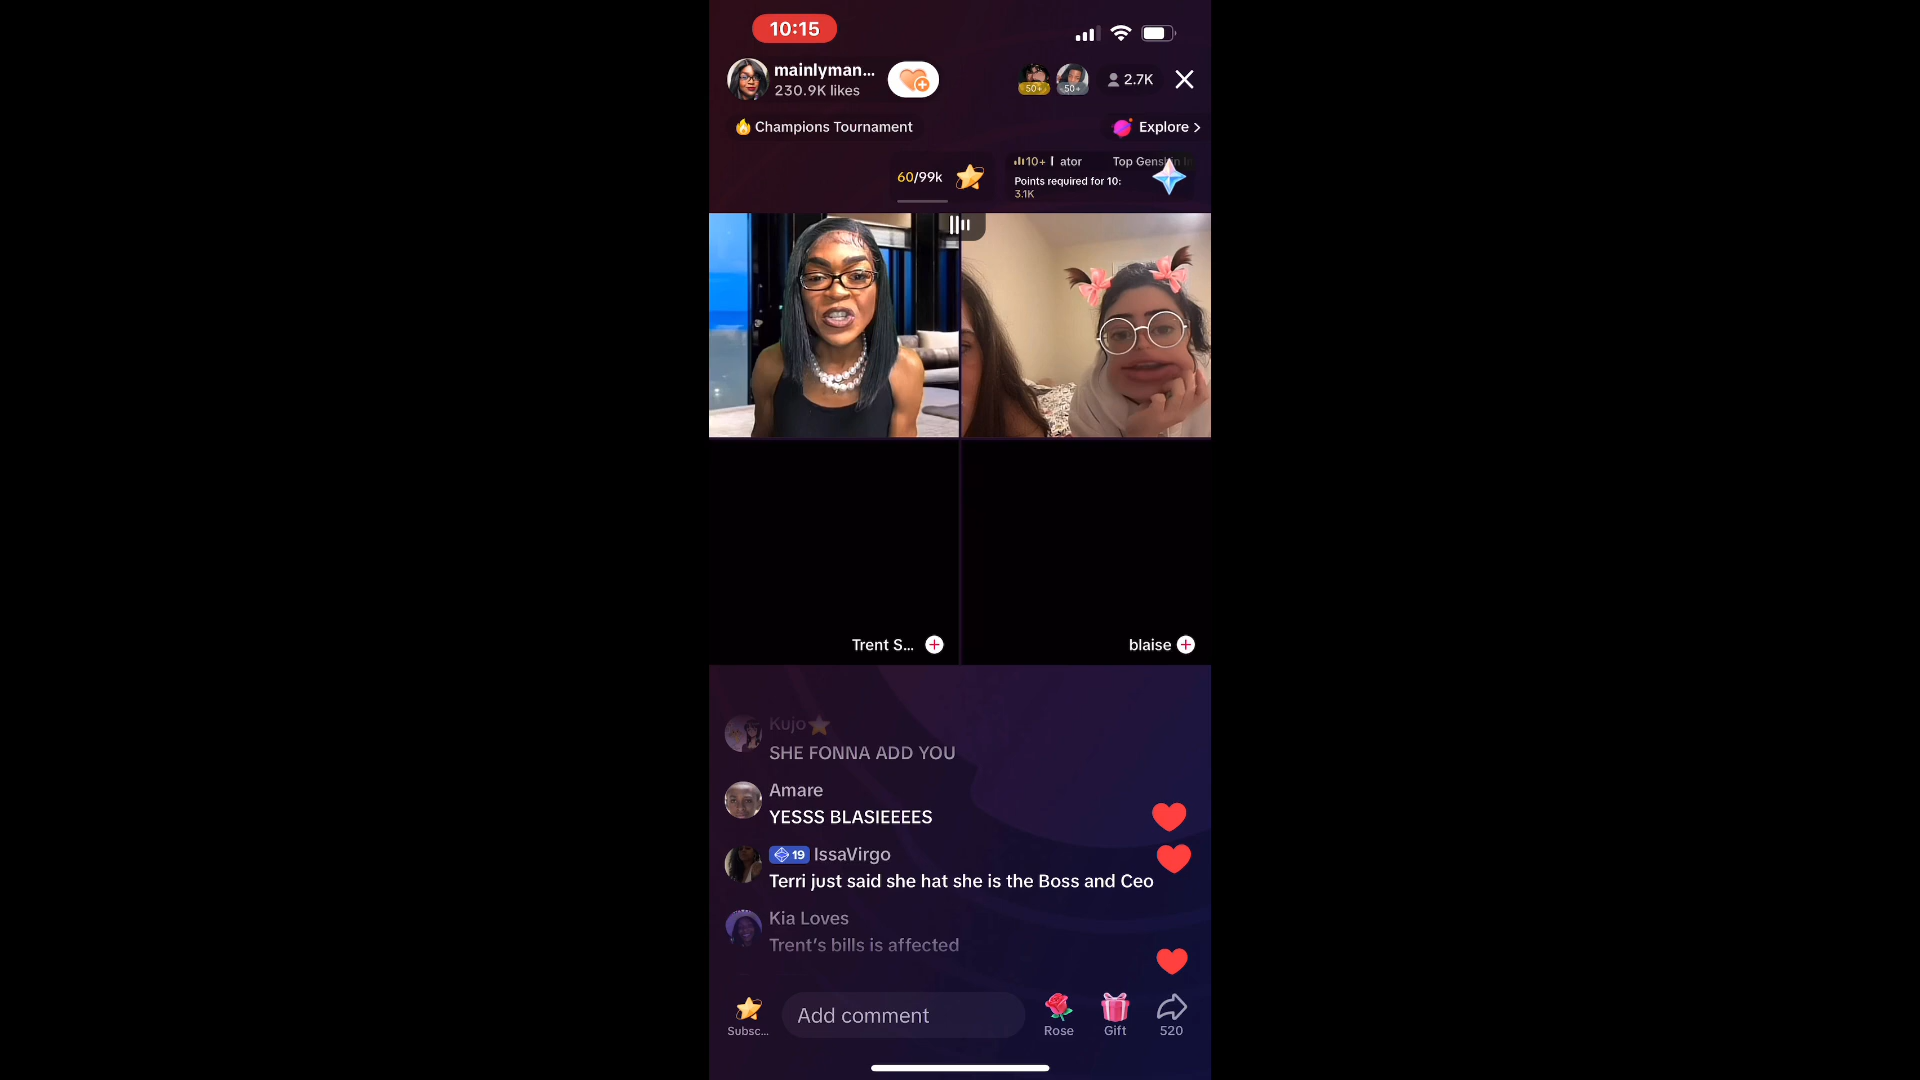 10:15
mainlyman...
230.9K likes
50+
50+
2.7K
Champions Tournament
Explore >
60/99k
10+
ator
Top Genshin
Points required for 10:
3.1K
Trent S...
blaise
Kujo
SHE FONNA ADD YOU
Amare
YESSS BLASIEEEES
19 IssaVirgo
Terri just said she hat she is the Boss and Ceo
Kia Loves
Trent's bills is affected
Add comment
Subsc...
Rose
Gift
520